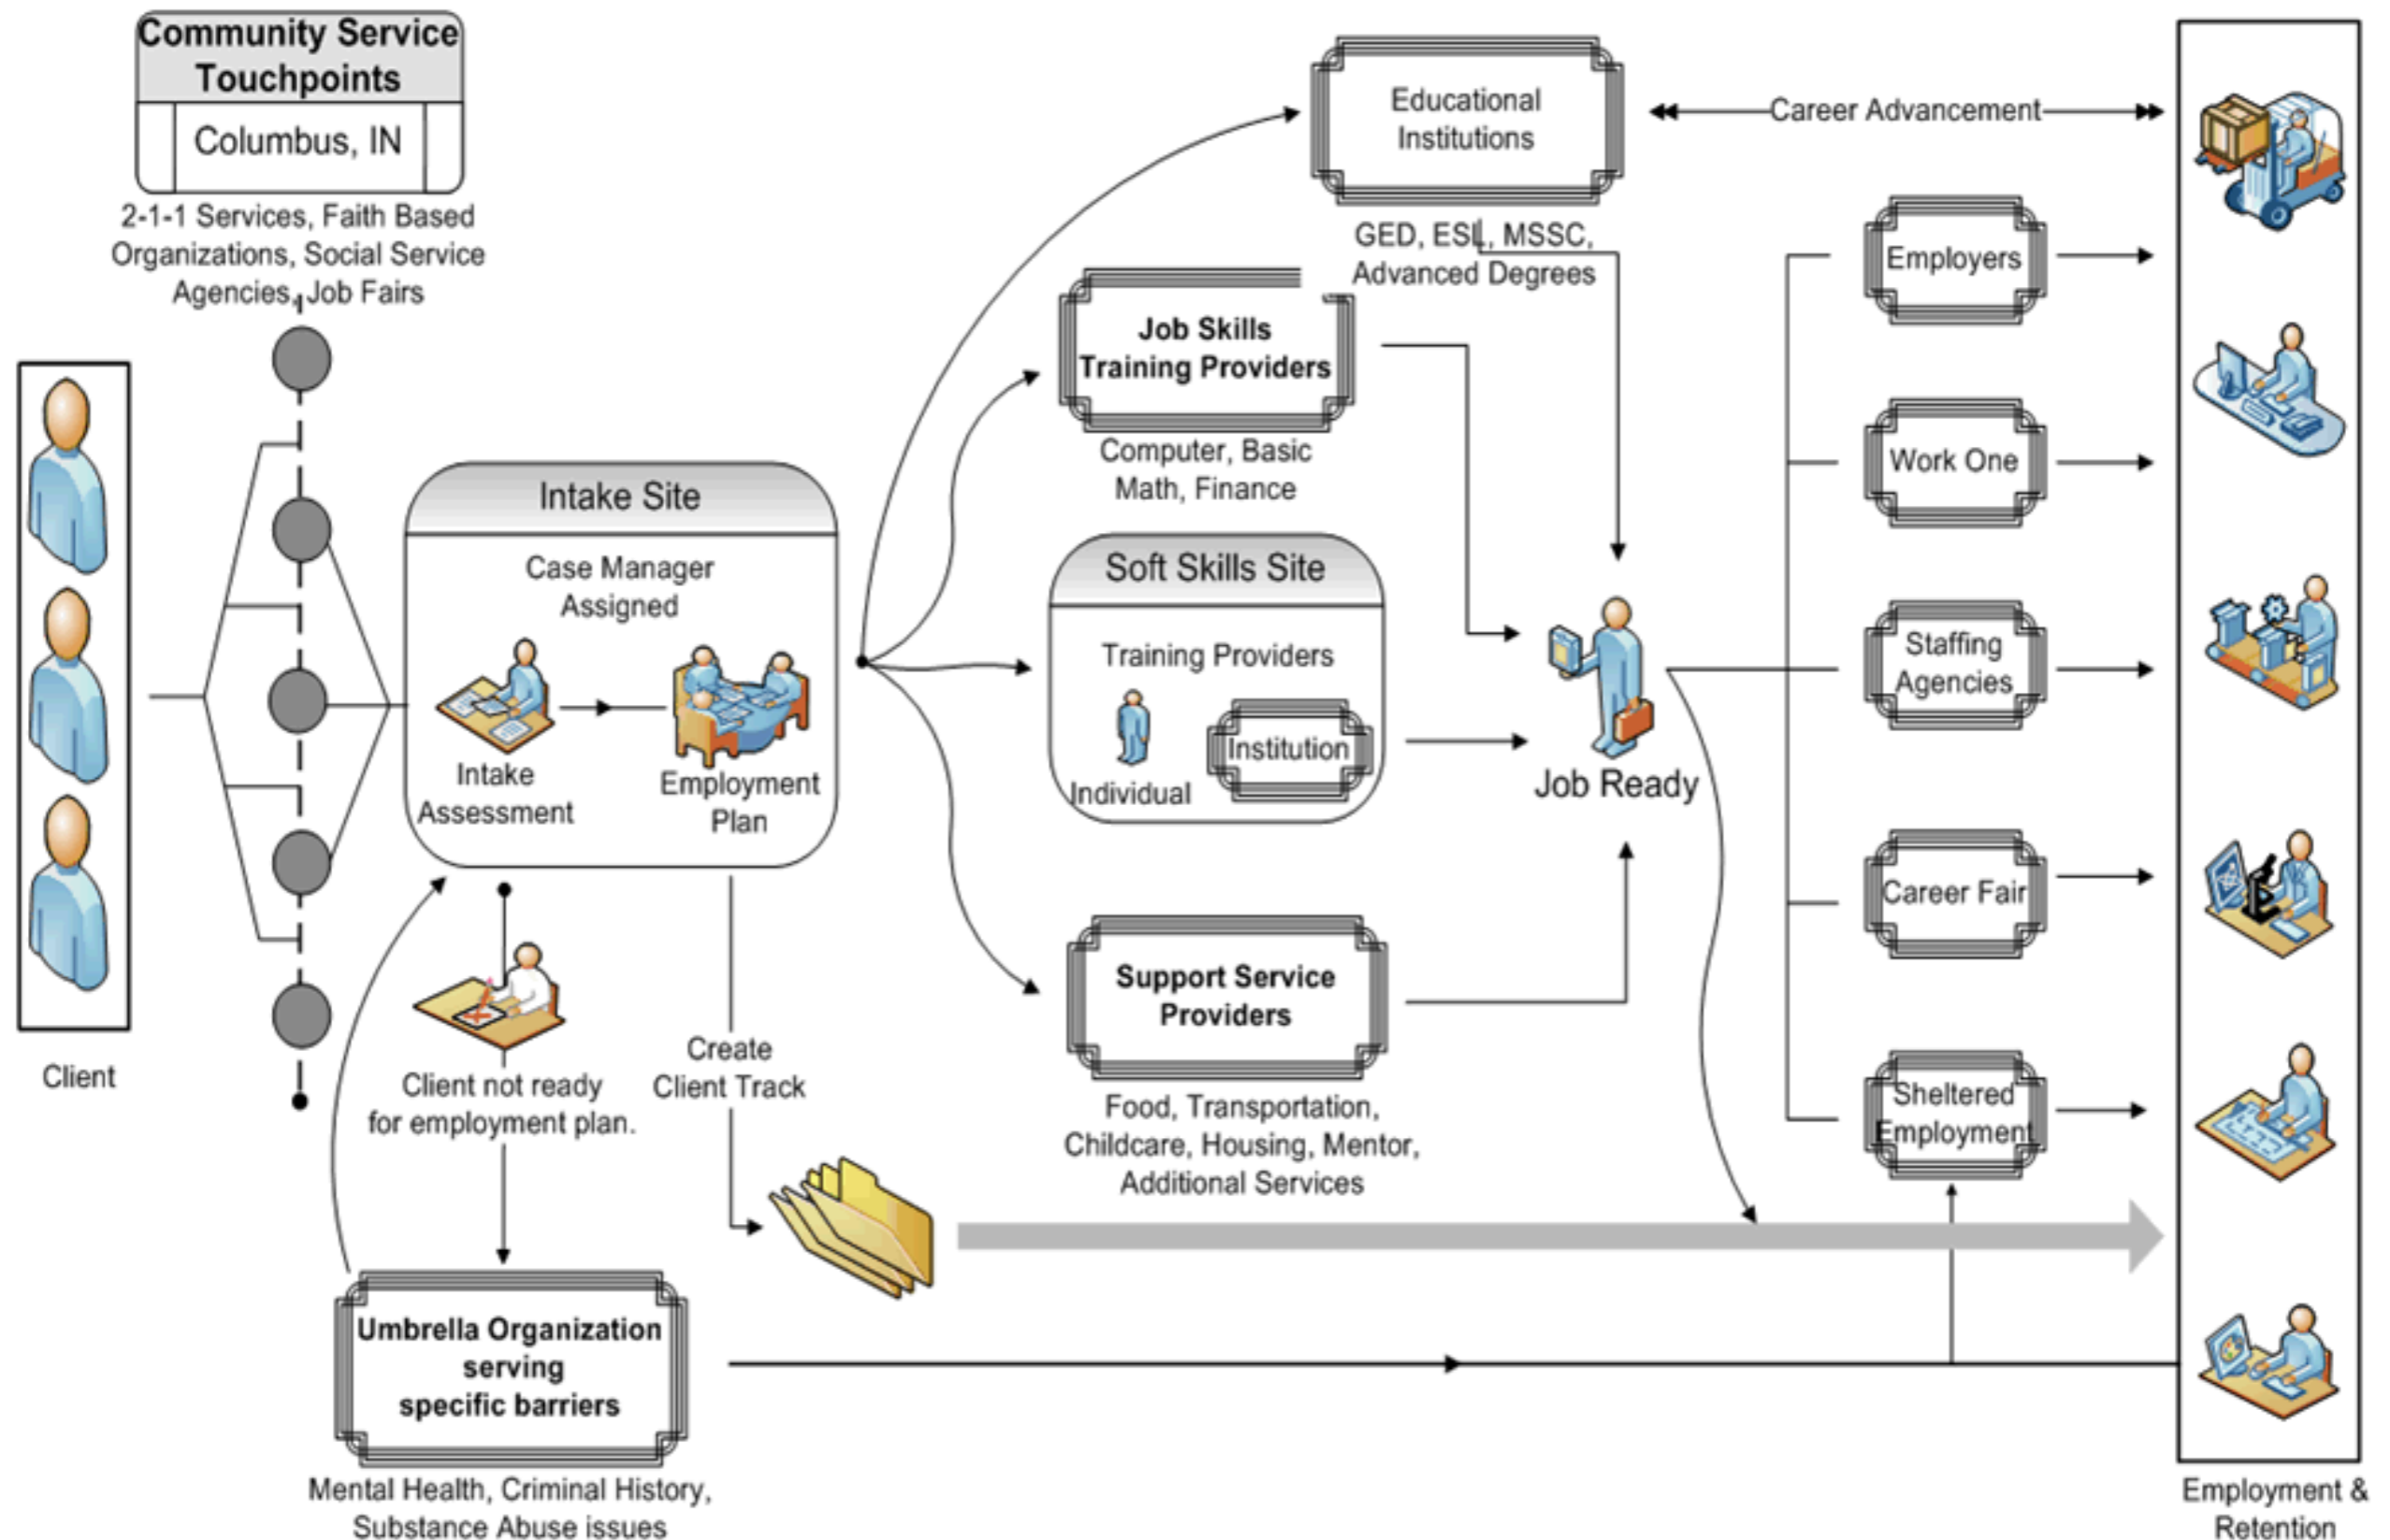 Community Service
Touchpoints
Columbus, IN
2-1-1 Services, Faith Based
Organizations, Social Service
Agencies, Job Fairs
Client
Intake Site
Case Manager
Assigned
Intake
Assessment
Employment
Plan
Client not ready
for employment plan.
Create
Client Track
Umbrella Organization
serving
specific barriers
Mental Health, Criminal History,
Substance Abuse issues
Educational
Institutions
GED, ESL, MSSC,
Advanced Degrees
Job Skills
Training Providers
Computer, Basic
Math, Finance
Soft Skills Site
Training Providers
Individual
Institution
Support Service
Providers
Food, Transportation,
Childcare, Housing, Mentor,
Additional Services
Job Ready
Career Advancement
Employers
Work One
Staffing
Agencies
Career Fair
Sheltered
Employment
Employment &
Retention